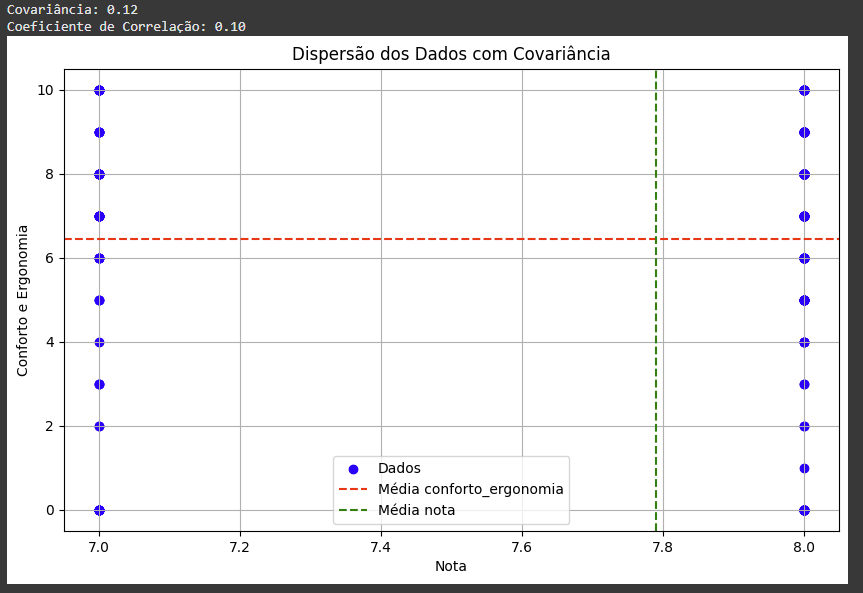 Covariância: 0.12
Coeficiente de Correlação: 0.10
Dispersão dos Dados com Covariância
10
8
6
4
2
0
Conforto e Ergonomia
Dados
Média conforto_ergonomia
Média nota
7.0 7.2 7.4 7.6 7.8 8.0
Nota